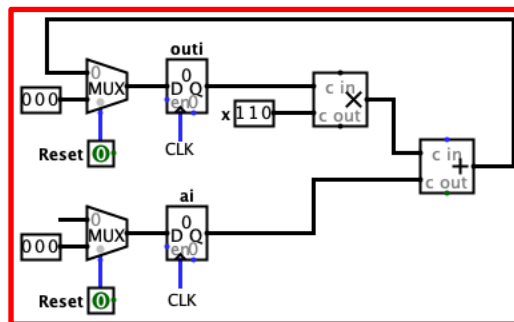 outi
0
0
MUX
D Q
en0
c in
×
c out
000
x
110
Reset
0
CLK
c in
+
c out
ai
0
0
MUX
D Q
en0
000
Reset
0
CLK